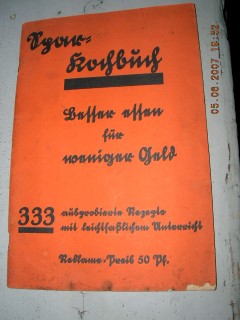 Spar=
Kochbuch
Besser essen
für
weniger Geld
333 ausprobierte Rezepte
mit leichtfaßlichem Unterricht
Reklame-Preis 50 Pf.
05.08.2007 16:52